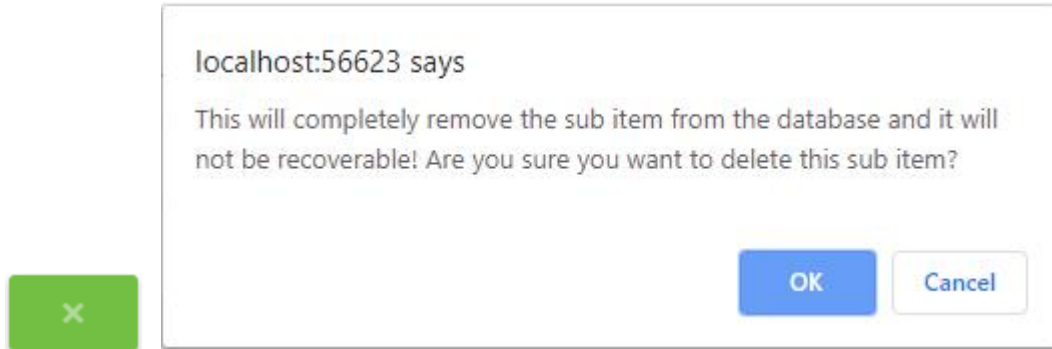 localhost:56623 says
This will completely remove the sub item from the database and it will
not be recoverable! Are you sure you want to delete this sub item?
OK
Cancel